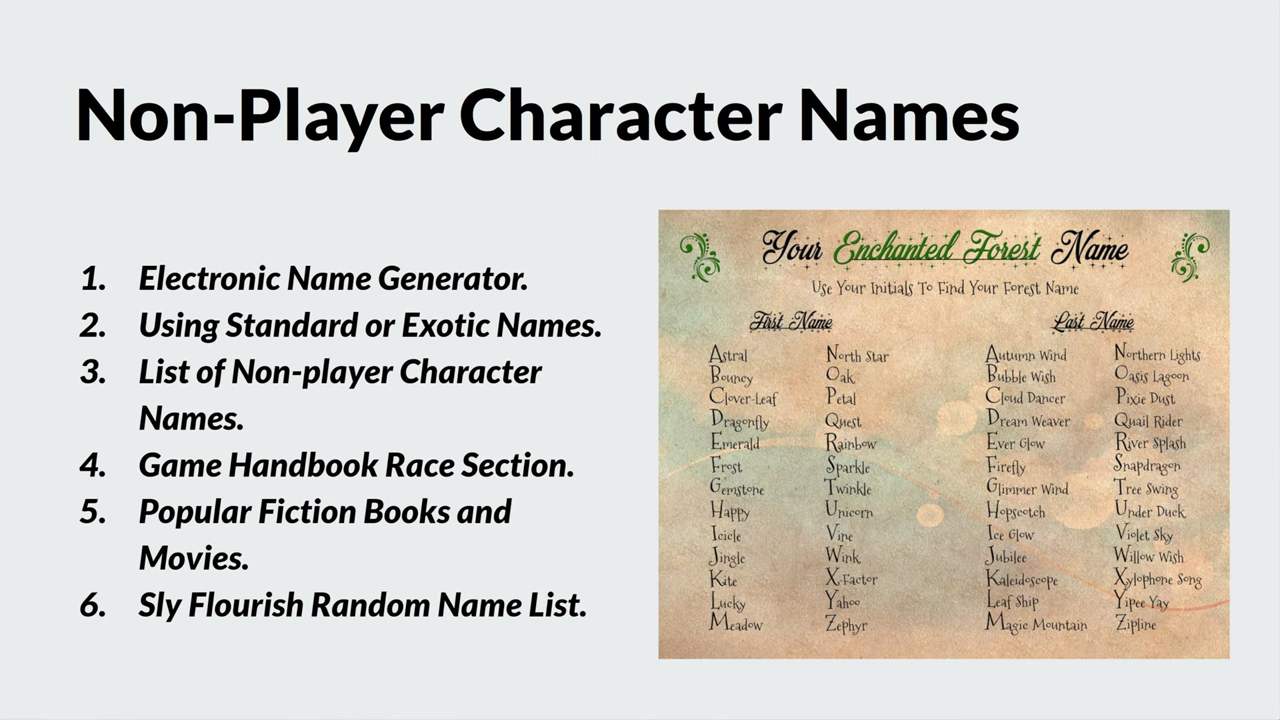 Non-Player Character Names
1. Electronic Name Generator.
2. Using Standard or Exotic Names.
3. List of Non-player Character
Names.
4. Game Handbook Race Section.
5. Popular Fiction Books and
Movies.
6. Sly Flourish Random Name List.
Your Enchanted Forest Name
Use Your Initials To Find Your Forest Name
First Name
Astral
Bouncy
Clover-Leaf
Dragonfly
Emerald
Frost
Gemstone
Happy
Icicle
Jingle
Kite
Lucky
Meadow
North Star
Oak
Petal
Quest
Rainbow
Sparkle
Twinkle
Unicorn
Vine
Wink
X-Factor
Yahoo
Zephyr
Last Name
Autumn Wind
Bubble Wish
Cloud Dancer
Dream Weaver
Ever Glow
Firefly
Glimmer Wind
Hopscotch
Ice Glow
Jubilee
Kaleidoscope
Leaf Ship
Magic Mountain
Northern Lights
Oasis Lagoon
Pixie Dust
Quail Rider
River Splash
Snapdragon
Tree Swing
Under Duck
Violet Sky
Willow Wish
Xylophone Song
Yipee Yay
Zipline